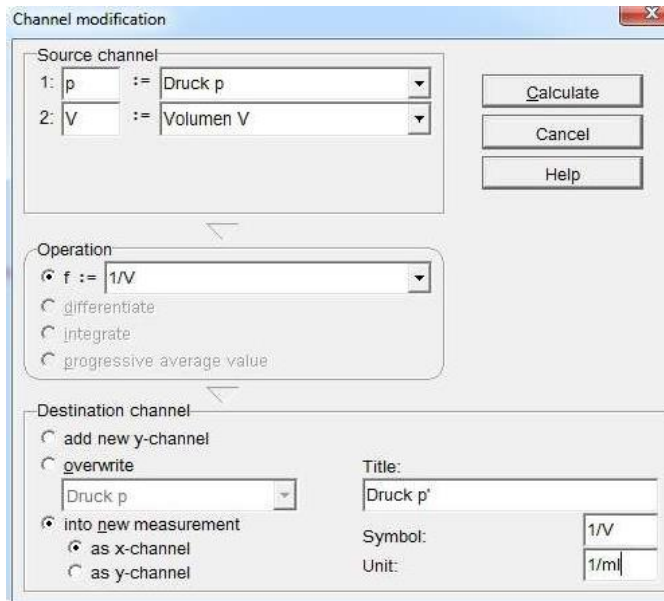 Channel modification
Source channel
1: p := Druck p
2: V := Volumen V
Calculate
Cancel
Help
Operation
f := 1/V
differentiate
integrate
progressive average value
Destination channel
add new y-channel
overwrite
Druck p
into new measurement
as x-channel
as y-channel
Title:
Druck p'
Symbol: 1/V
Unit: 1/ml